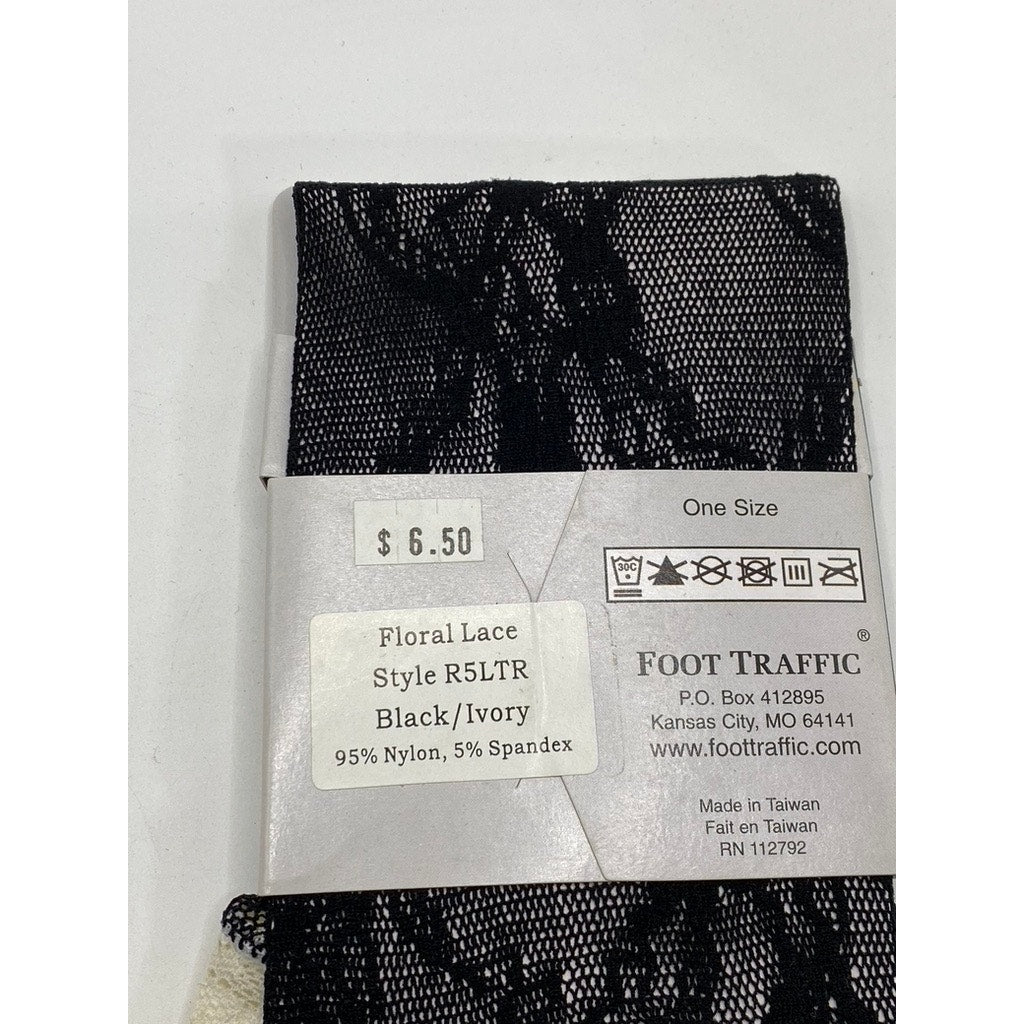 $ 6.50
Floral Lace
Style R5LTR
Black/Ivory
95% Nylon, 5% Spandex
One Size
30C
®
FOOT TRAFFIC
P.O. Box 412895
Kansas City, MO 64141
www.foottraffic.com
Made in Taiwan
Fait en Taiwan
RN 112792